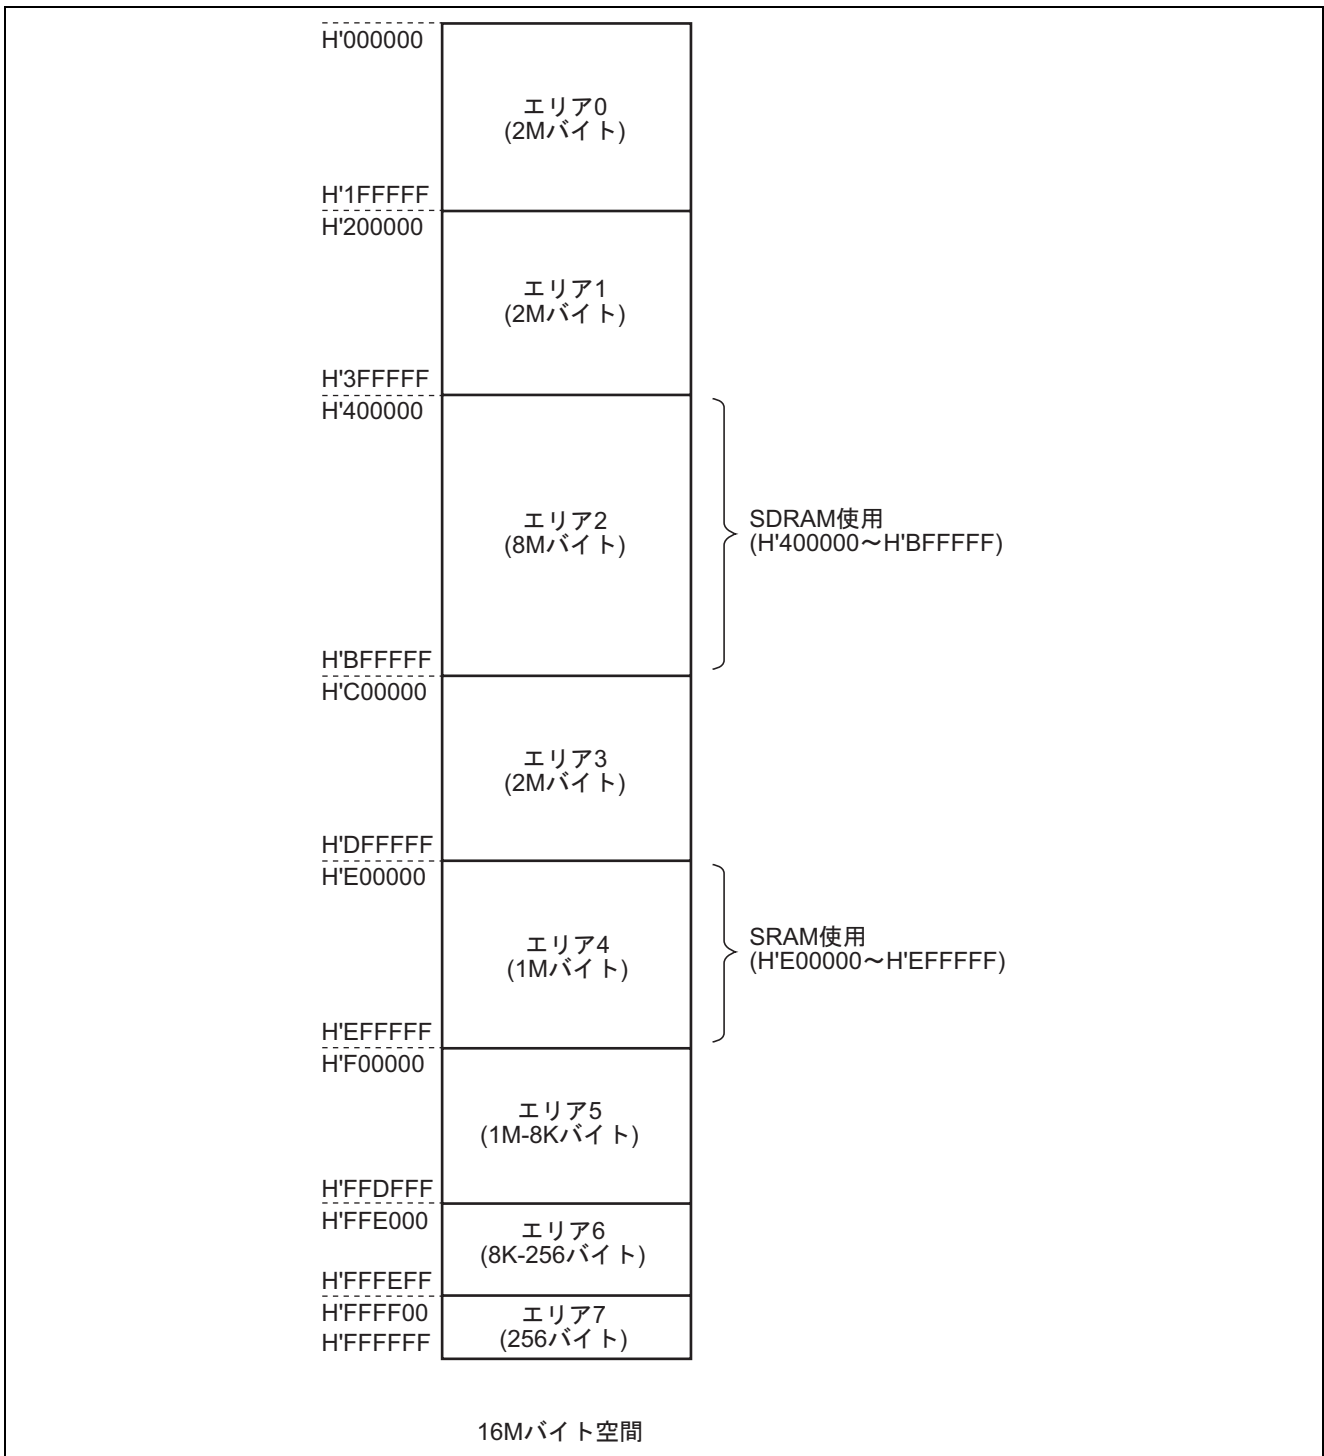 H'000000
エリア0
(2Mバイト)
H'1FFFFF
H'200000
エリア1
(2Mバイト)
H'3FFFFF
H'400000
エリア2
(8Mバイト)
SDRAM使用
(H'400000～H'BFFFFF)
H'BFFFFF
H'C00000
エリア3
(2Mバイト)
H'DFFFFF
H'E00000
エリア4
(1Mバイト)
SRAM使用
(H'E00000～H'EFFFFF)
H'EFFFFF
H'F00000
エリア5
(1M-8Kバイト)
H'FFDFFF
H'FFE000
エリア6
(8K-256バイト)
H'FFFEFF
H'FFFF00
エリア7
(256バイト)
H'FFFFFF
16Mバイト空間